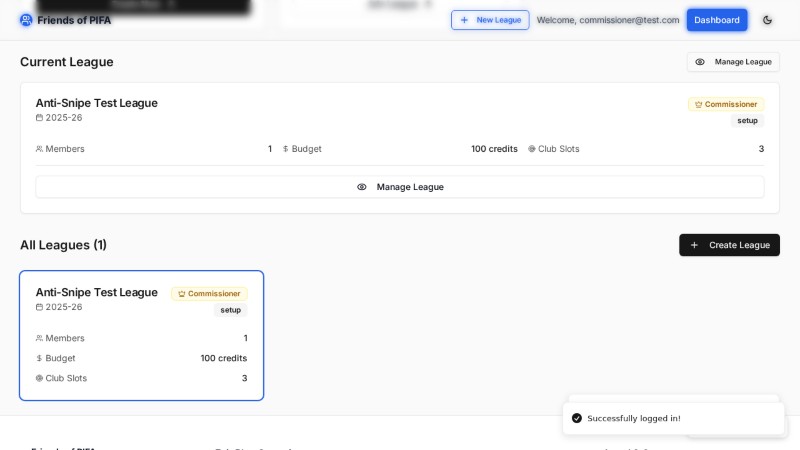 Friends of PIFA
New League
Welcome, commissioner@test.com
Dashboard
Current League
Manage League
Anti-Snipe Test League
Commissioner
2025-26
setup
Members 1
Budget 100 credits
Club Slots 3
Manage League
All Leagues (1)
Create League
Anti-Snipe Test League
Commissioner
2025-26
setup
Members 1
Budget 100 credits
Club Slots 3
Successfully logged in!